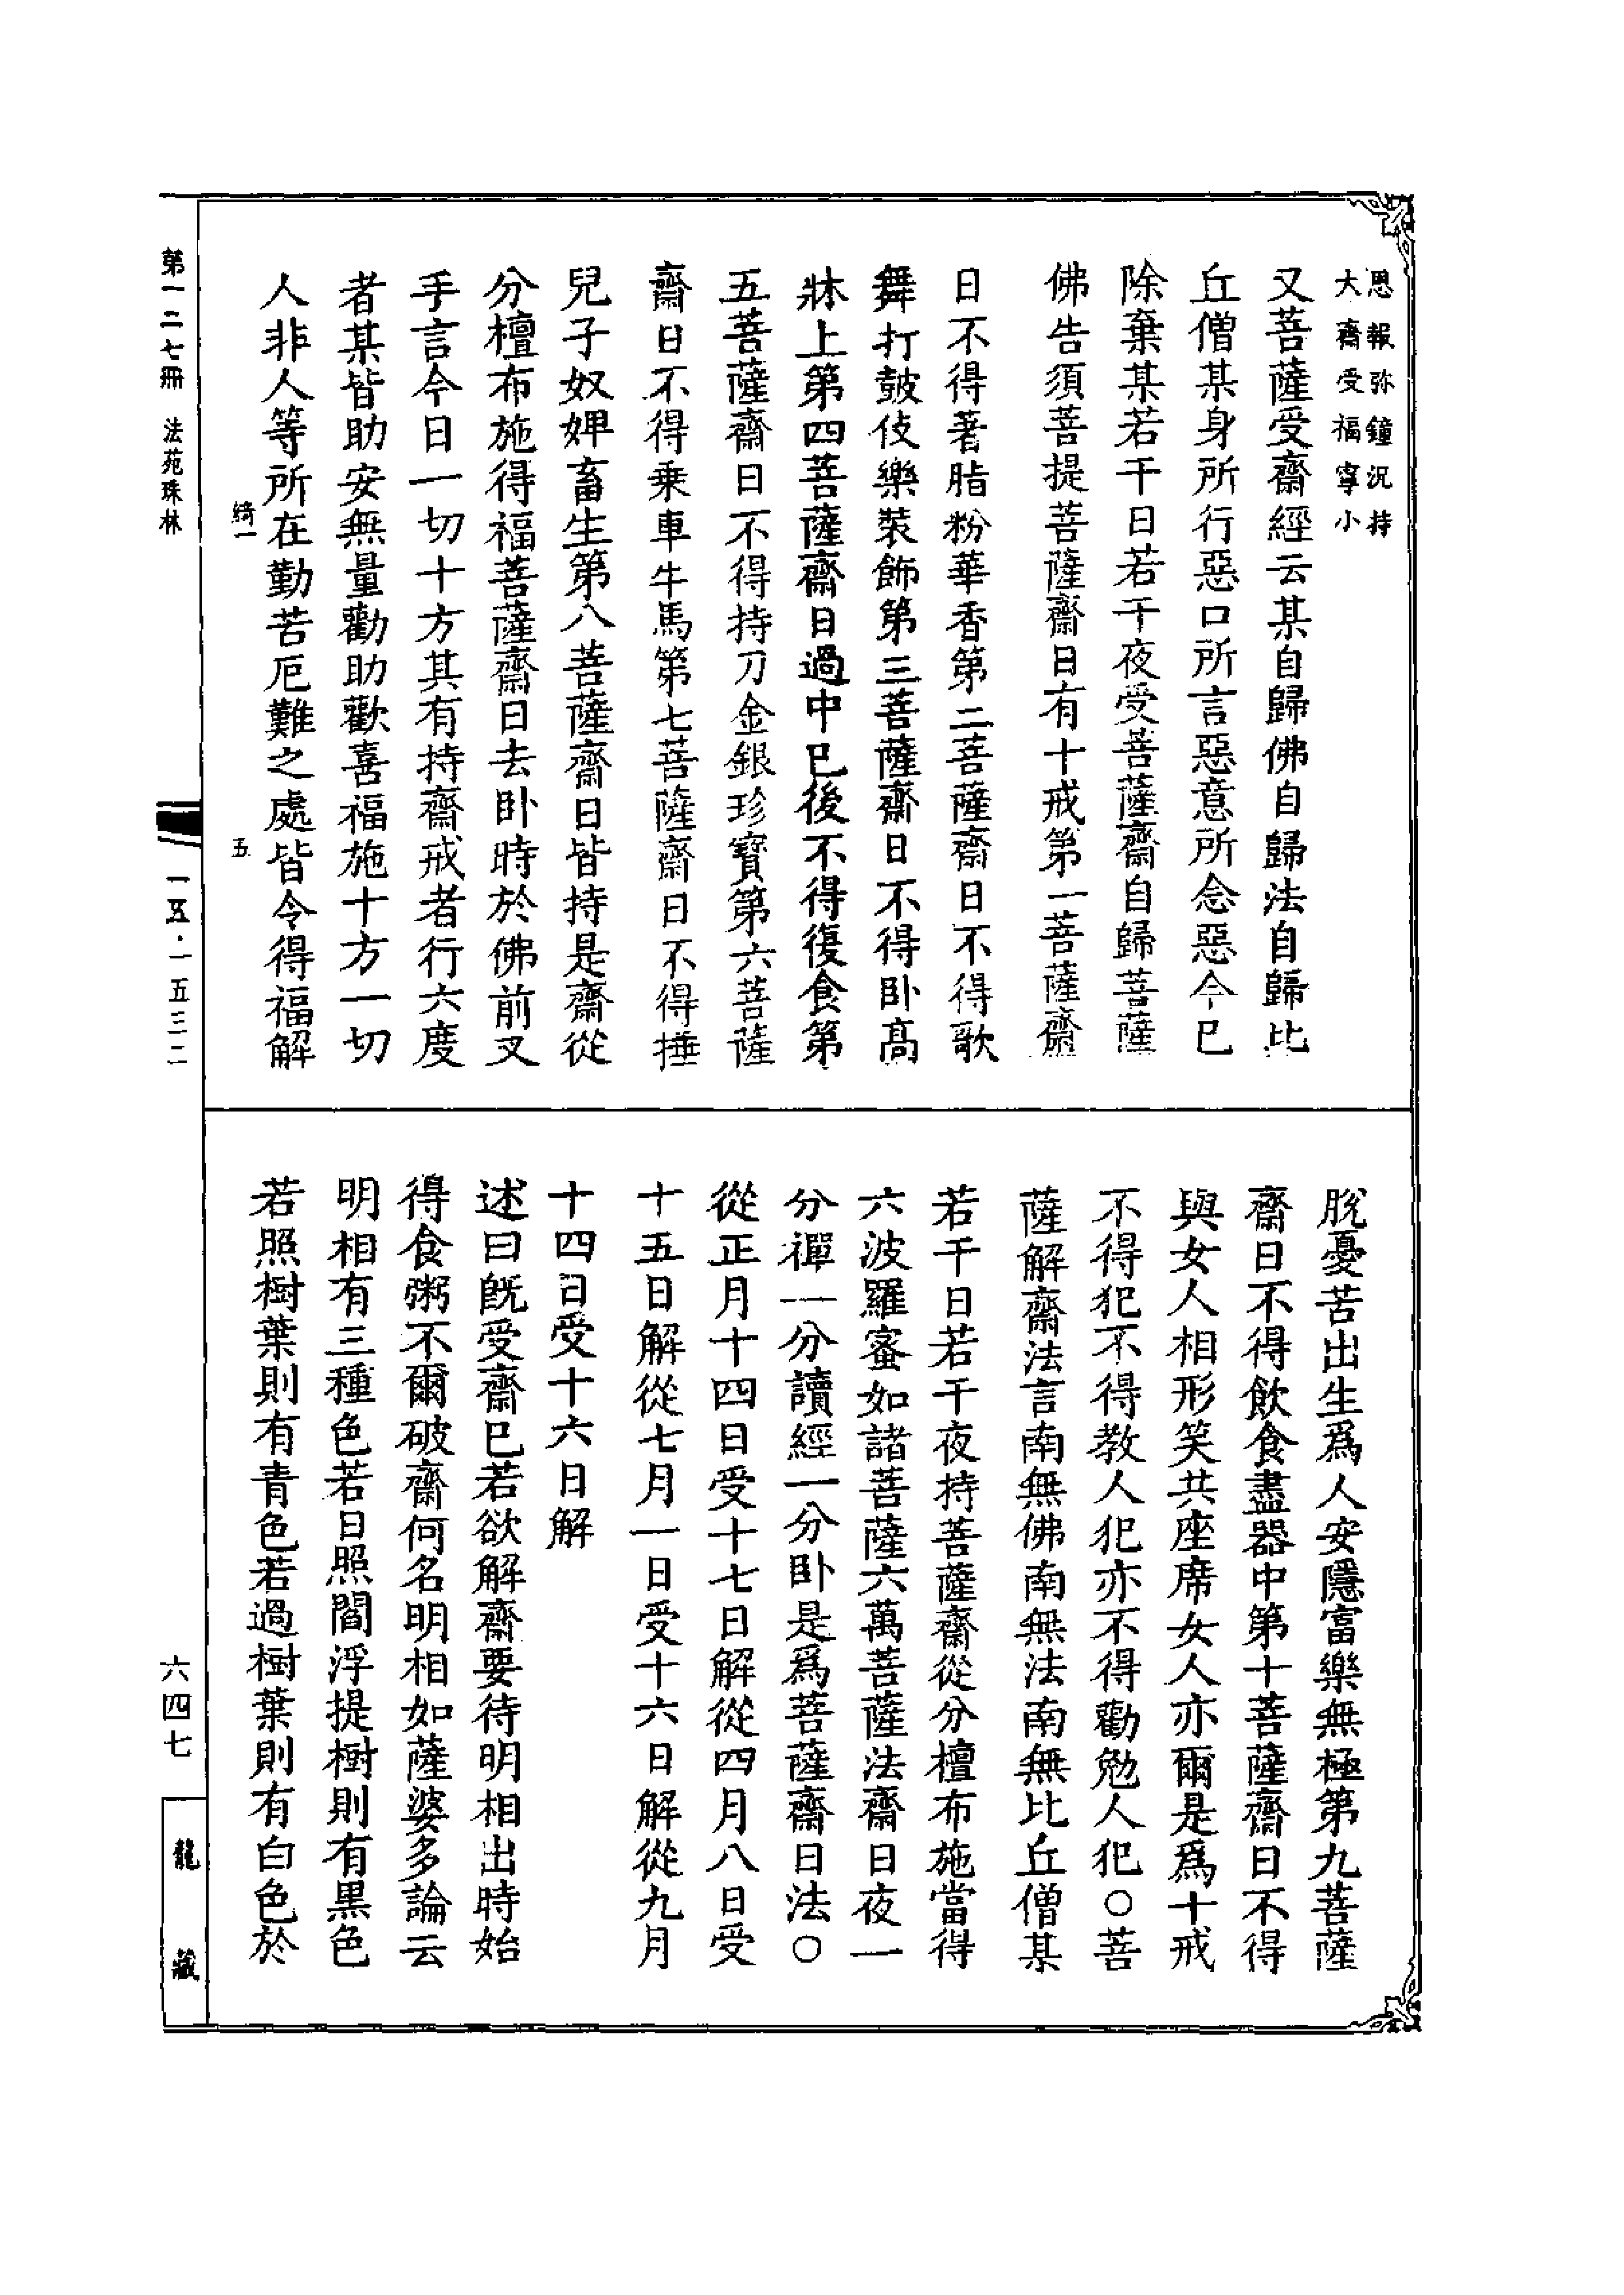 恩報弥鐘況持
大齋受福寧小
又菩薩受齋經云某自歸佛自歸法自歸比
丘僧某身所行惡口所言惡意所念惡今已
除棄某若干日若干夜受菩薩齋自歸菩薩
佛告須菩提菩薩齋日有十戒第一菩薩齋
日不得著脂粉華香第二菩薩齋日不得歌
舞打鼓伎樂裝飾第三菩薩齋日不得臥高
牀上第四菩薩齋日過中已後不得復食第
五菩薩齋日不得持刀金銀珍寶第六菩薩
齋日不得乗車牛馬第七菩薩齋日不得捶
兒子奴婢畜生第八菩薩齋日皆持是齋從
分檀布施得福菩薩齋日去臥時於佛前叉
手言今日一切十方其有持齋戒者行六度
者某皆助安無量勸助歡喜福施十方一切
人非人等所在勤苦厄難之處皆令得福解
脫憂苦出生爲人安隱富樂無極第九菩薩
齋日不得飲食盡器中第十菩薩齋日不得
與女人相形笑共座席女人亦爾是爲十戒
不得犯不得教人犯亦不得勸勉人犯○菩
薩解齋法言南無佛南無法南無比丘僧某
若干日若干夜持菩薩齋從分檀布施當得
六波羅蜜如諸菩薩六萬菩薩法齋日夜一
分禪一分讀經一分臥是爲菩薩齋日法○
從正月十四日受十七日解從四月八日受
十五日解從七月一日受十六日解從九月
十四日受十六日解
述曰旣受齋已若欲解齋要待明相出時始
得食粥不爾破齋何名明相如薩婆多論云
明相有三種色若日照閻浮提樹則有黒色
若照樹葉則有青色若過樹葉則有白色於
綺一 五
第一二七冊 法苑珠林 一五·一五三二 六四七
龍藏